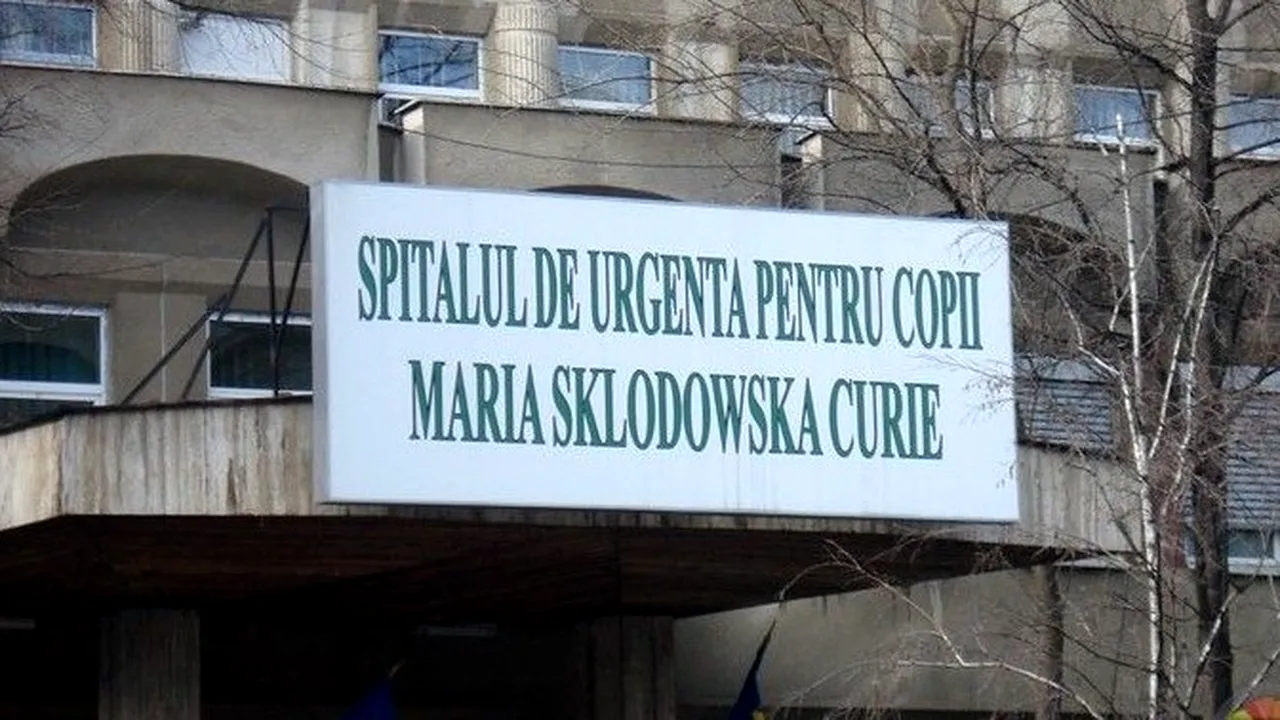 SPITALUL DE URGENTA PENTRU COPII
MARIA SKLODOWSKA CURIE